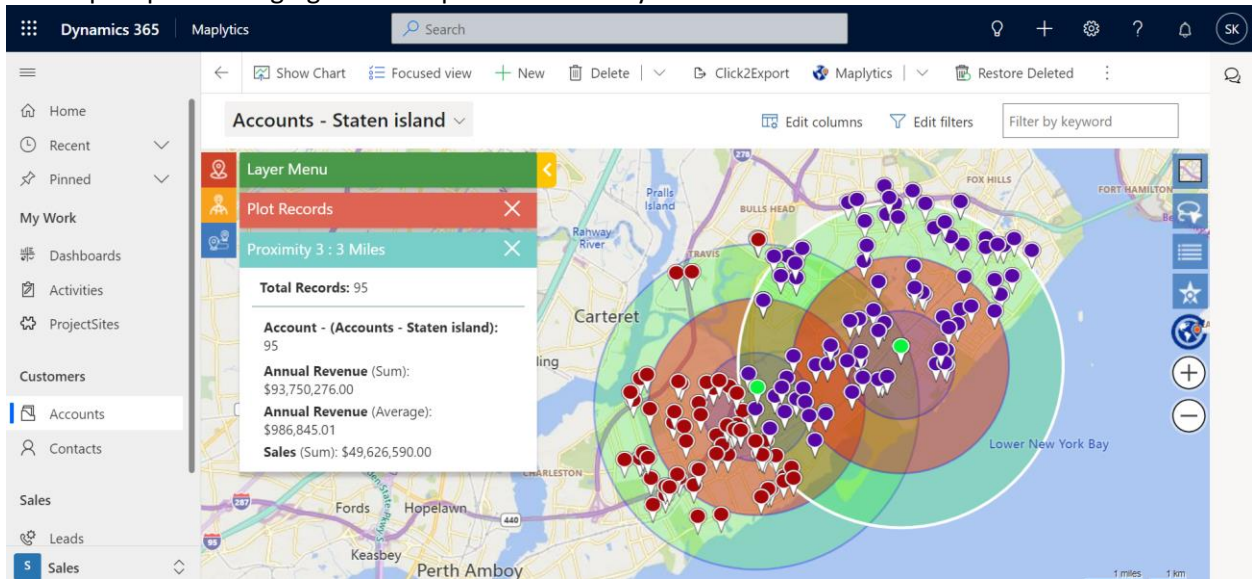 Dynamics 365
Maplytics
Search
SK
Show Chart
Focused view
New
Delete
Click2Export
Maplytics
Restore Deleted
Home
Recent
Pinned
My Work
Dashboards
Activities
ProjectSites
Customers
Accounts
Contacts
Sales
Leads
S
Sales
Accounts - Staten island
Edit columns
Edit filters
Filter by keyword
Layer Menu
Plot Records
Proximity 3 : 3 Miles
Total Records: 95
Account - (Accounts - Staten island):
95
Annual Revenue (Sum):
$93,750,276.00
Annual Revenue (Average):
$986,845.01
Sales (Sum): $49,626,590.00
278
Pralls
Island
BULLS HEAD
FOX HILLS
FORT HAMILTON
Rahway
River
TRAVIS
Carteret
Lower New York Bay
CHARLESTON
287
Fords
Hopelawn
440
95
Keasbey
Perth Amboy
1 miles
1 km